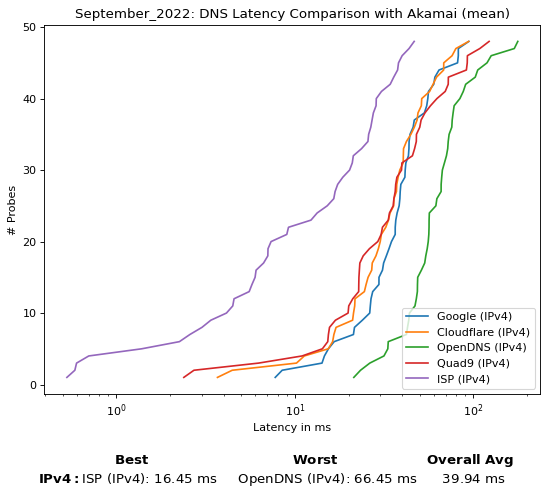 September_2022: DNS Latency Comparison with Akamai (mean)
50
40
30
20
10
0
# Probes
10⁰
10¹
10²
Latency in ms
Google (IPv4)
Cloudflare (IPv4)
OpenDNS (IPv4)
Quad9 (IPv4)
ISP (IPv4)
Best Worst Overall Avg
IPv4: ISP (IPv4): 16.45 ms OpenDNS (IPv4): 66.45 ms 39.94 ms